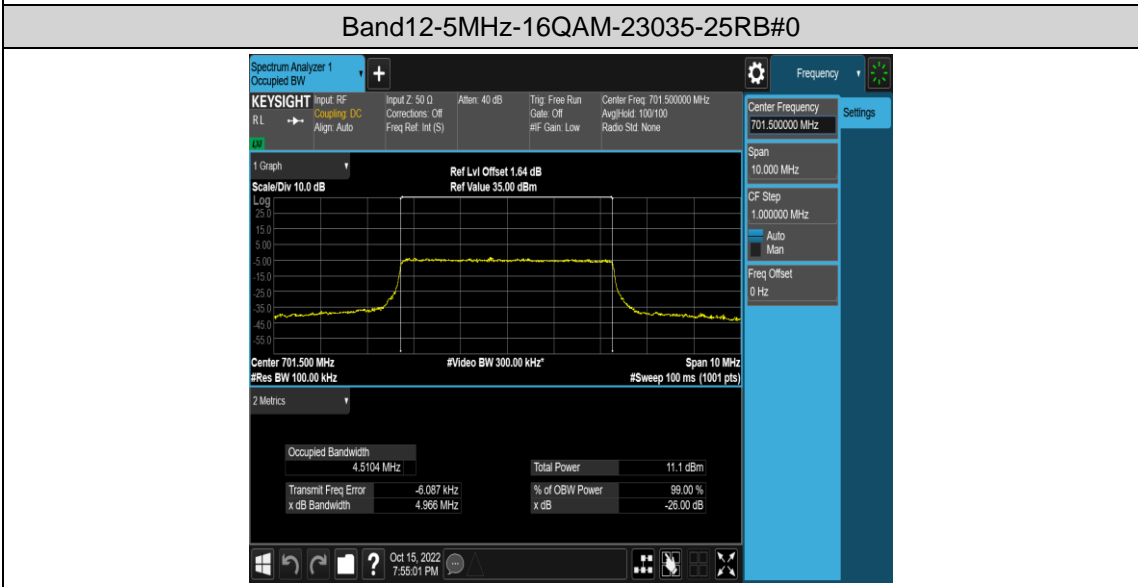 Band12-5MHz-16QAM-23035-25RB#0
Spectrum Analyzer 1
Occupied BW
KEYSIGHT
RL
Input: RF
Coupling: DC
Align: Auto
Input Z: 50 Ω
Corrections: Off
Freq Ref: Int (S)
Atten: 40 dB
Trig: Free Run
Gate: Off
#IF Gain: Low
Center Freq: 701.500000 MHz
Avg|Hold: 100/100
Radio Std: None
1 Graph
Scale/Div 10.0 dB
Ref Lvl Offset 1.64 dB
Ref Value 35.00 dBm
Log
25.0
15.0
5.00
-5.00
-15.0
-25.0
-35.0
-45.0
-55.0
Center 701.500 MHz
#Res BW 100.00 kHz
#Video BW 300.00 kHz*
Span 10 MHz
#Sweep 100 ms (1001 pts)
2 Metrics
Occupied Bandwidth
4.5104 MHz
Total Power 11.1 dBm
Transmit Freq Error -6.087 kHz
% of OBW Power 99.00 %
x dB Bandwidth 4.966 MHz
x dB -26.00 dB
Oct 15, 2022
7:55:01 PM
Frequency
Settings
Center Frequency
701.500000 MHz
Span
10.000 MHz
CF Step
1.000000 MHz
Auto
Man
Freq Offset
0 Hz